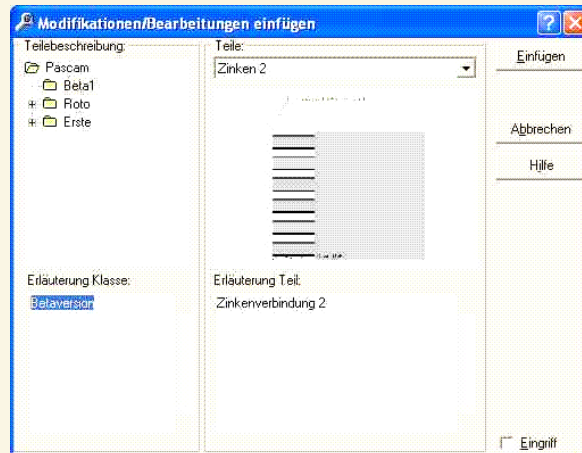 Modifikationen/Bearbeitungen einfügen
Teilebeschreibung:
Pascam
Beta1
Roto
Erste
Teile:
Zinken 2
Einfügen
Abbrechen
Hilfe
Erläuterung Klasse:
Betaversion
Erläuterung Teil:
Zinkenverbindung 2
Eingriff